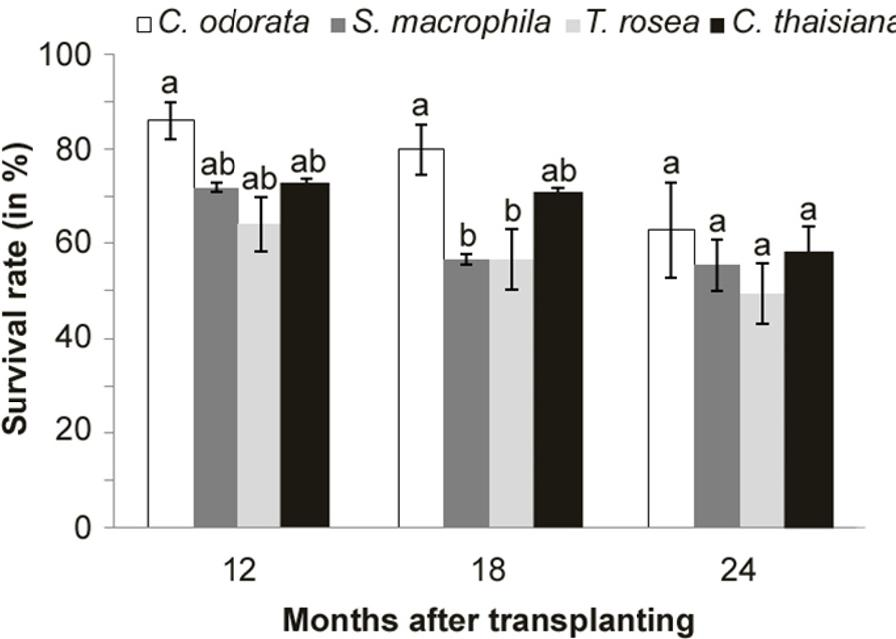 C. odorata S. macrophila T. rosea C. thaisiana
100
80
60
40
20
0
Survival rate (in %)
a ab ab ab
a b b ab
a a a a
12 18 24
Months after transplanting